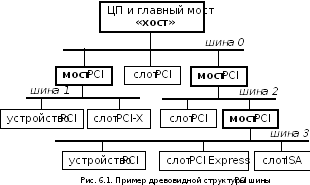 ЦП и главный мост
«хост»
шина 0
мост PCI
слот PCI
мост PCI
шина 1
шина 2
устройство PCI
слот PCI-X
слот PCI
мост PCI
шина 3
устройство PCI
слот PCI Express
слот ISA
Рис. 6.1. Пример древовидной структуры шины PCI